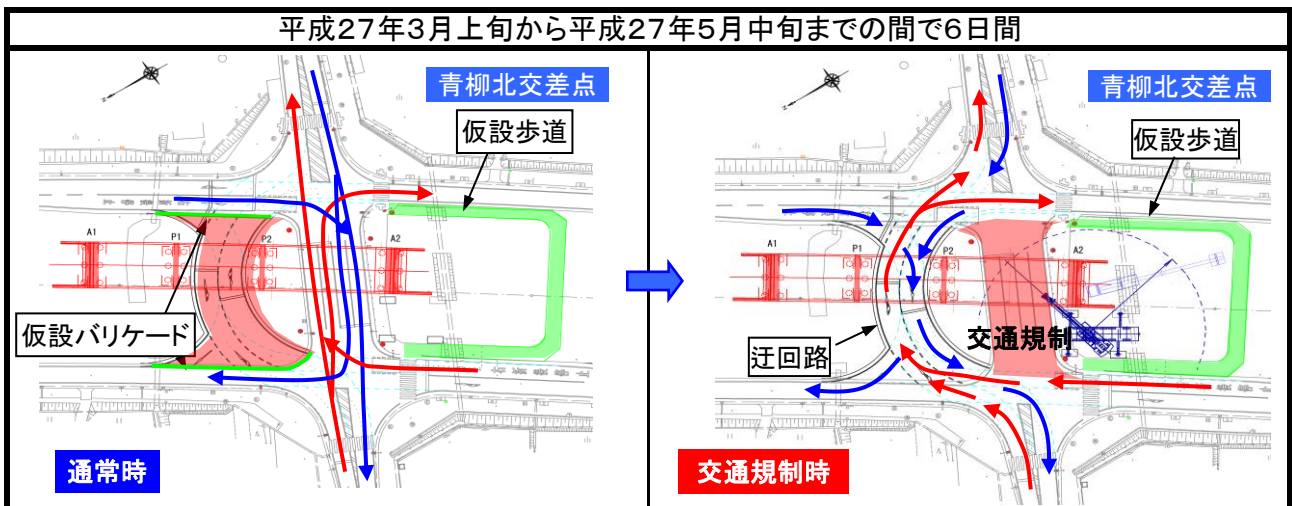 平成27年3月上旬から平成27年5月中旬までの間で6日間
青柳北交差点
仮設歩道
A1
P1
P2
A2
仮設バリケード
通常時
青柳北交差点
仮設歩道
A1
P1
P2
A2
交通規制
迂回路
交通規制時